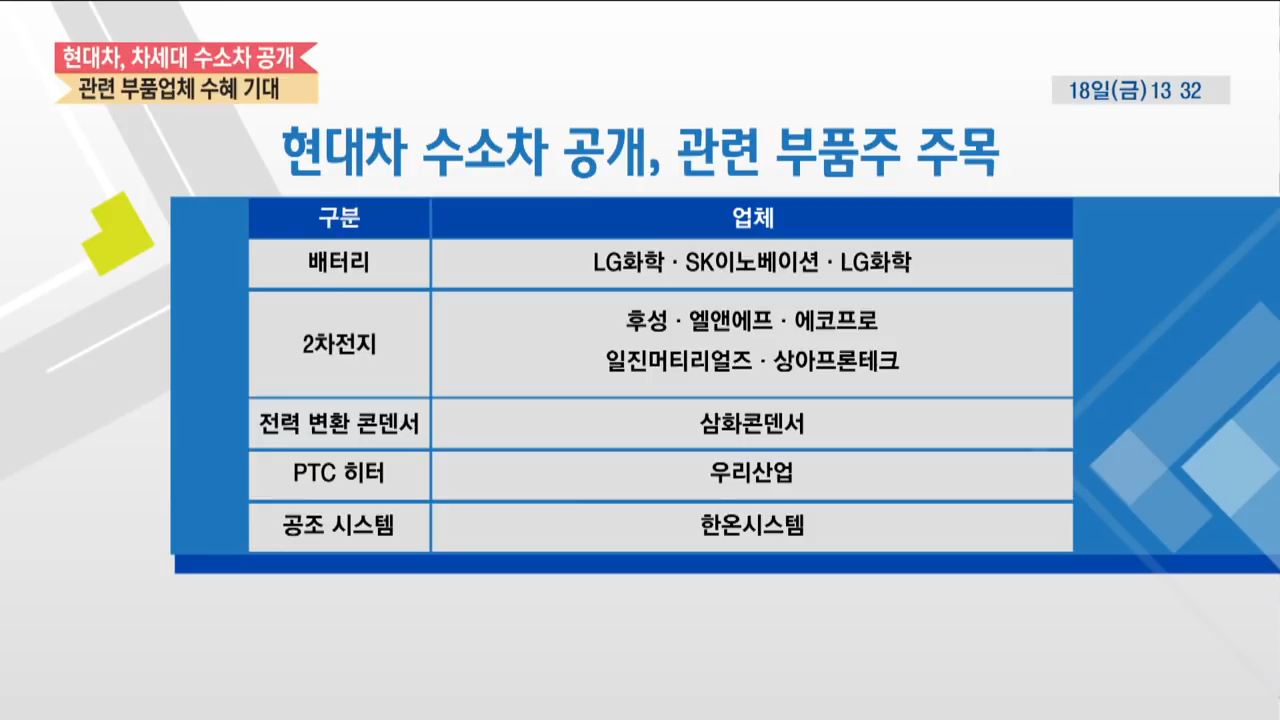 현대차, 차세대 수소차 공개
관련 부품업체 수혜 기대
18일(금) 13 32
현대차 수소차 공개, 관련 부품주 주목
구분 업체
배터리 LG화학 · SK이노베이션 · LG화학
2차전지 후성 · 엘앤에프 · 에코프로
일진머티리얼즈 · 상아프론테크
전력 변환 콘덴서 삼화콘덴서
PTC 히터 우리산업
공조 시스템 한온시스템